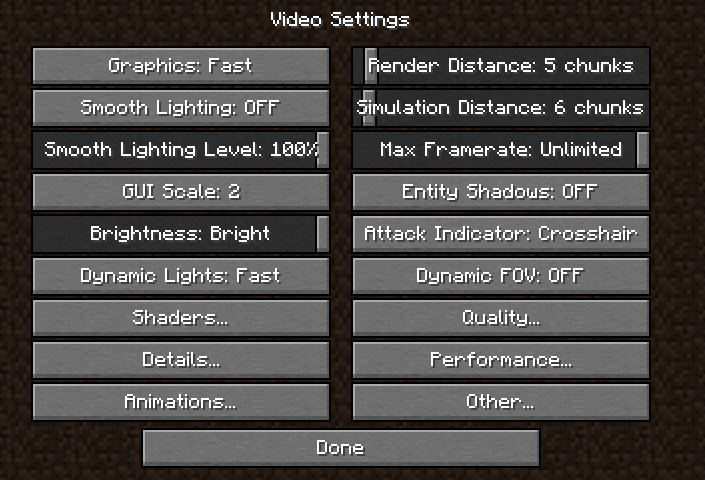 Video Settings
Graphics: Fast
Render Distance: 5 chunks
Smooth Lighting: OFF
Simulation Distance: 6 chunks
Smooth Lighting Level: 100%
Max Framerate: Unlimited
GUI Scale: 2
Entity Shadows: OFF
Brightness: Bright
Attack Indicator: Crosshair
Dynamic Lights: Fast
Dynamic FOV: OFF
Shaders...
Quality...
Details...
Performance...
Animations...
Other...
Done